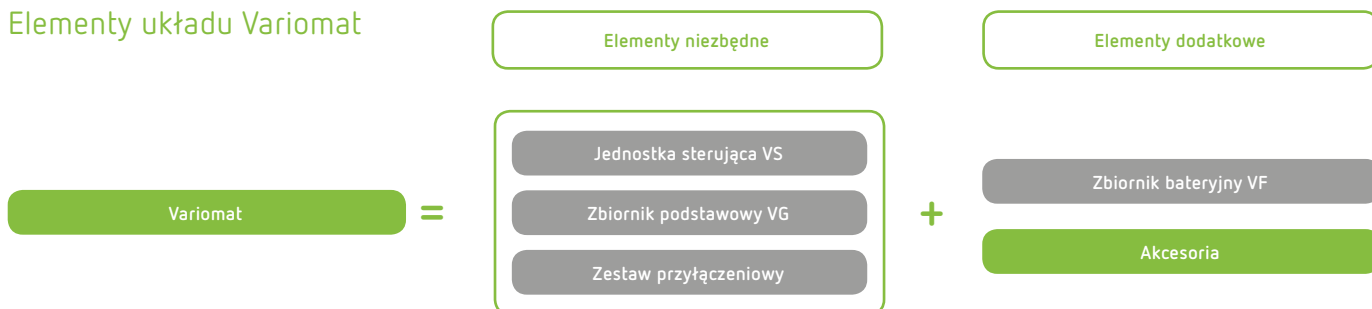 Elementy układu Variomat
Elementy niezbędne
Elementy dodatkowe
Variomat
=
Jednostka sterująca VS
Zbiornik podstawowy VG
Zestaw przyłączeniowy
+
Zbiornik bateryjny VF
Akcesoria